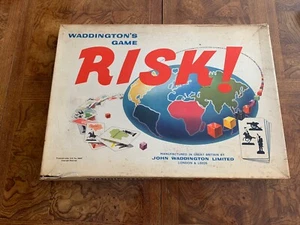 WADDINGTON'S
GAME
RISK!
MANUFACTURED IN GREAT BRITAIN BY
JOHN WADDINGTON LIMITED
LONDON & LEEDS